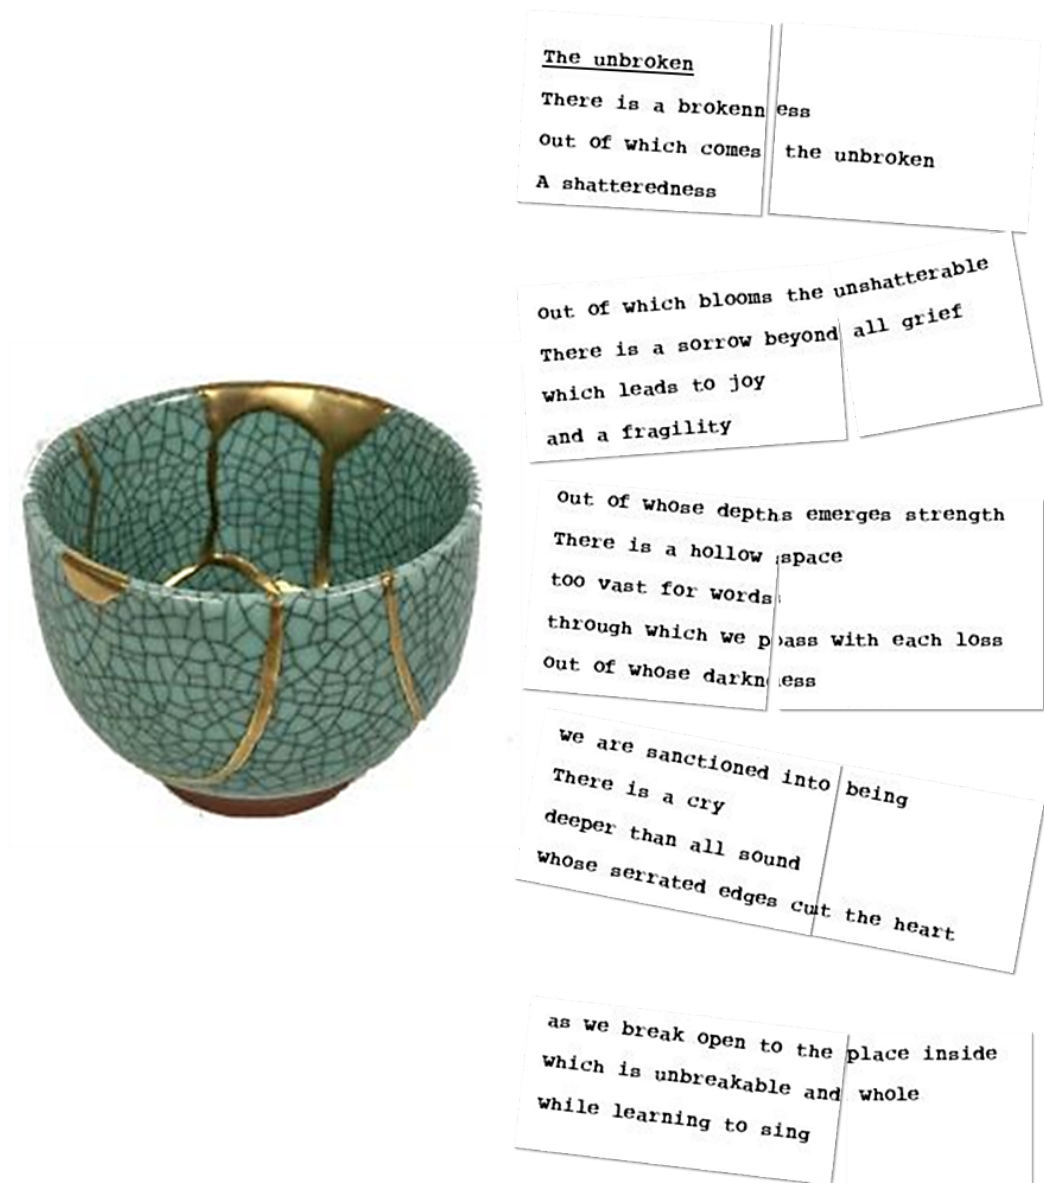 The unbroken
There is a brokenness
Out of which comes the unbroken
A shatteredness
Out of which blooms the unshatterable
There is a sorrow beyond all grief
Which leads to joy
and a fragility
Out of whose depths emerges strength
There is a hollow space
too vast for words
through which we pass with each loss
Out of whose darkness
we are sanctioned into being
There is a cry
deeper than all sound
Whose serrated edges cut the heart
as we break open to the place inside
Which is unbreakable and whole
While learning to sing